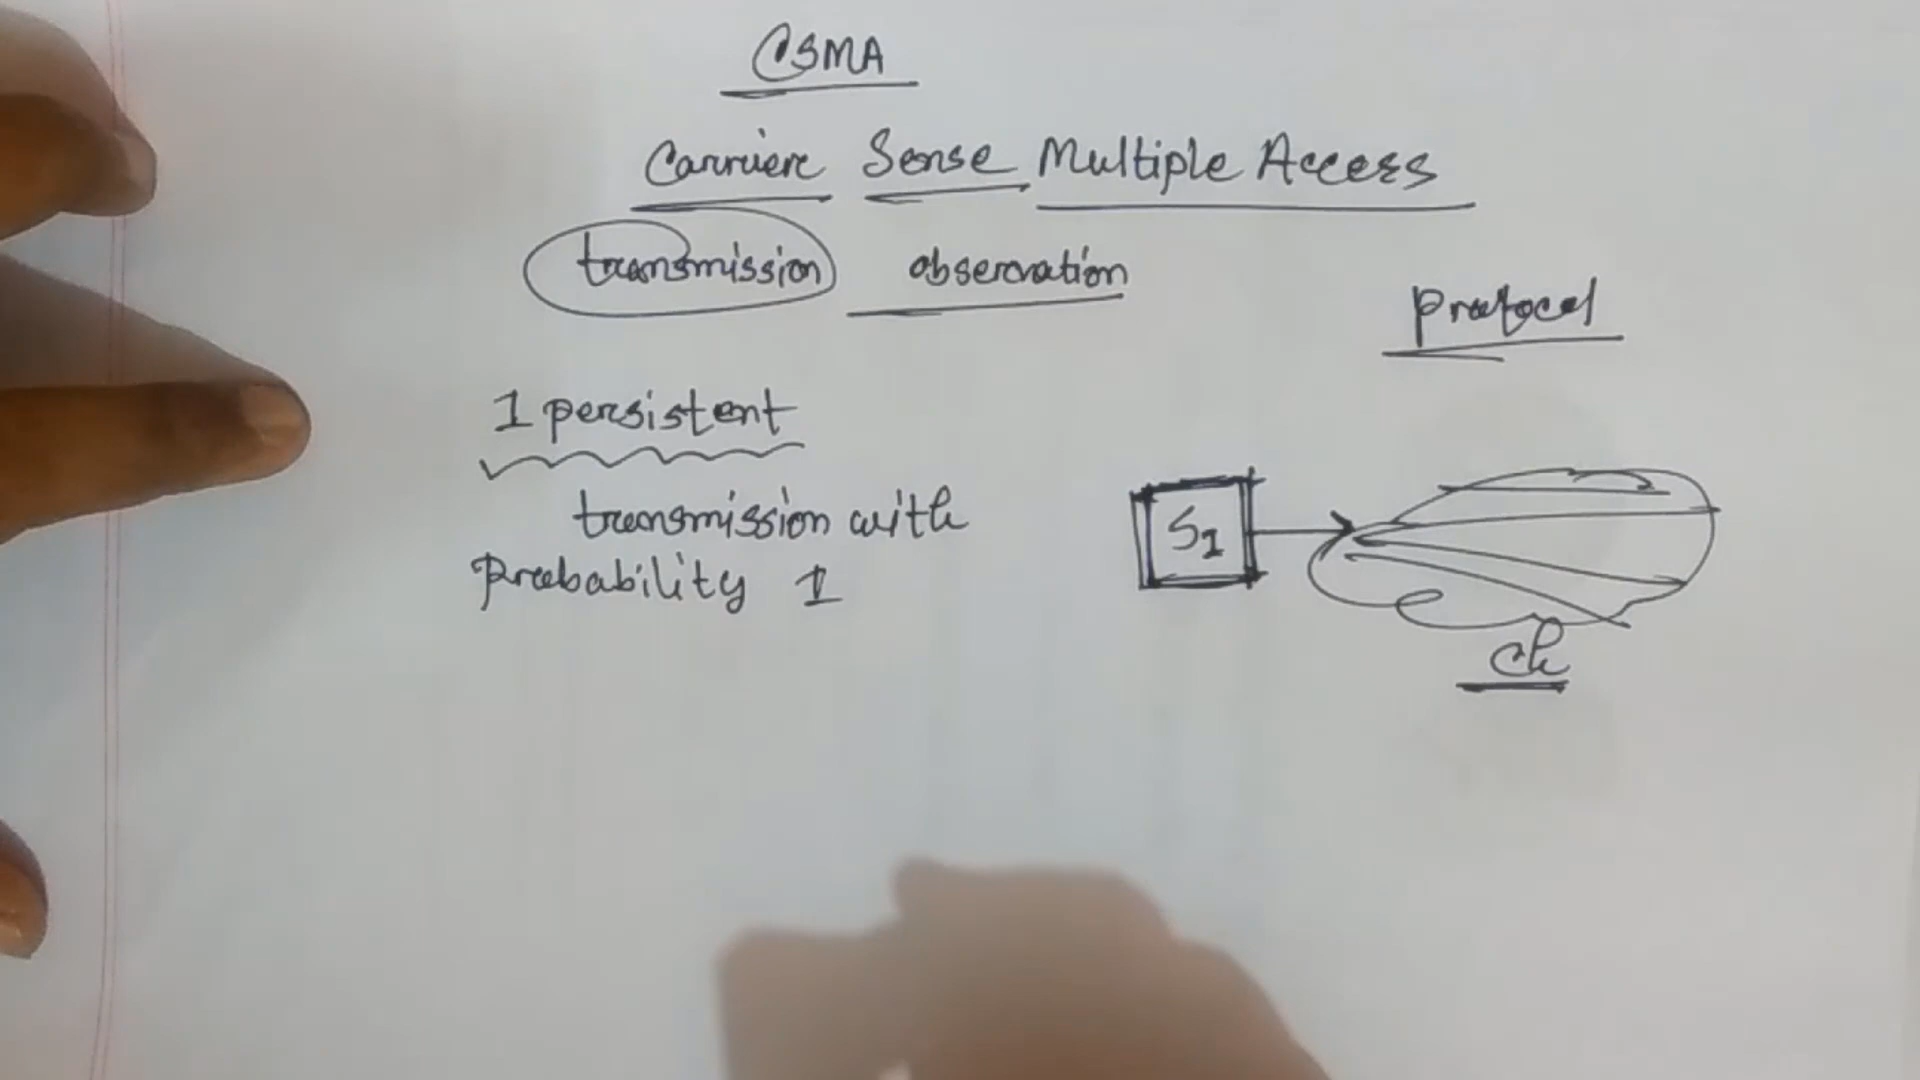 CSMA
Carrier Sense Multiple Access
transmission observation
Protocol
1 persistent
transmission with
Probability 1
S1
ch